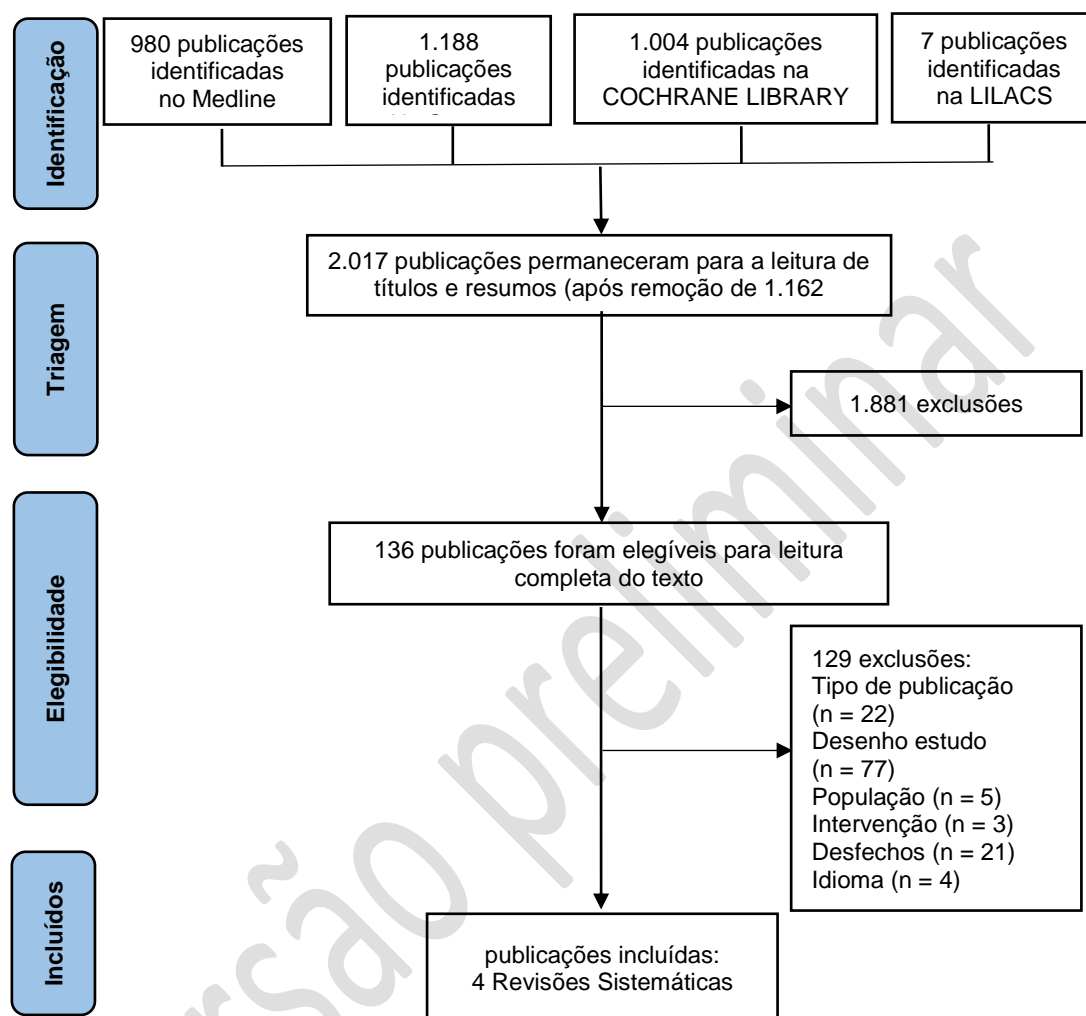 Identificação
980 publicações
identificadas
no Medline
1.188
publicações
identificadas
1.004 publicações
identificadas na
COCHRANE LIBRARY
7 publicações
identificadas
na LILACS
Triagem
2.017 publicações permaneceram para a leitura de
títulos e resumos (após remoção de 1.162
1.881 exclusões
Elegibilidade
136 publicações foram elegíveis para leitura
completa do texto
129 exclusões:
Tipo de publicação
(n = 22)
Desenho estudo
(n = 77)
População (n = 5)
Intervenção (n = 3)
Desfechos (n = 21)
Idioma (n = 4)
Incluídos
publicações incluídas:
4 Revisões Sistemáticas
rsão preliminar